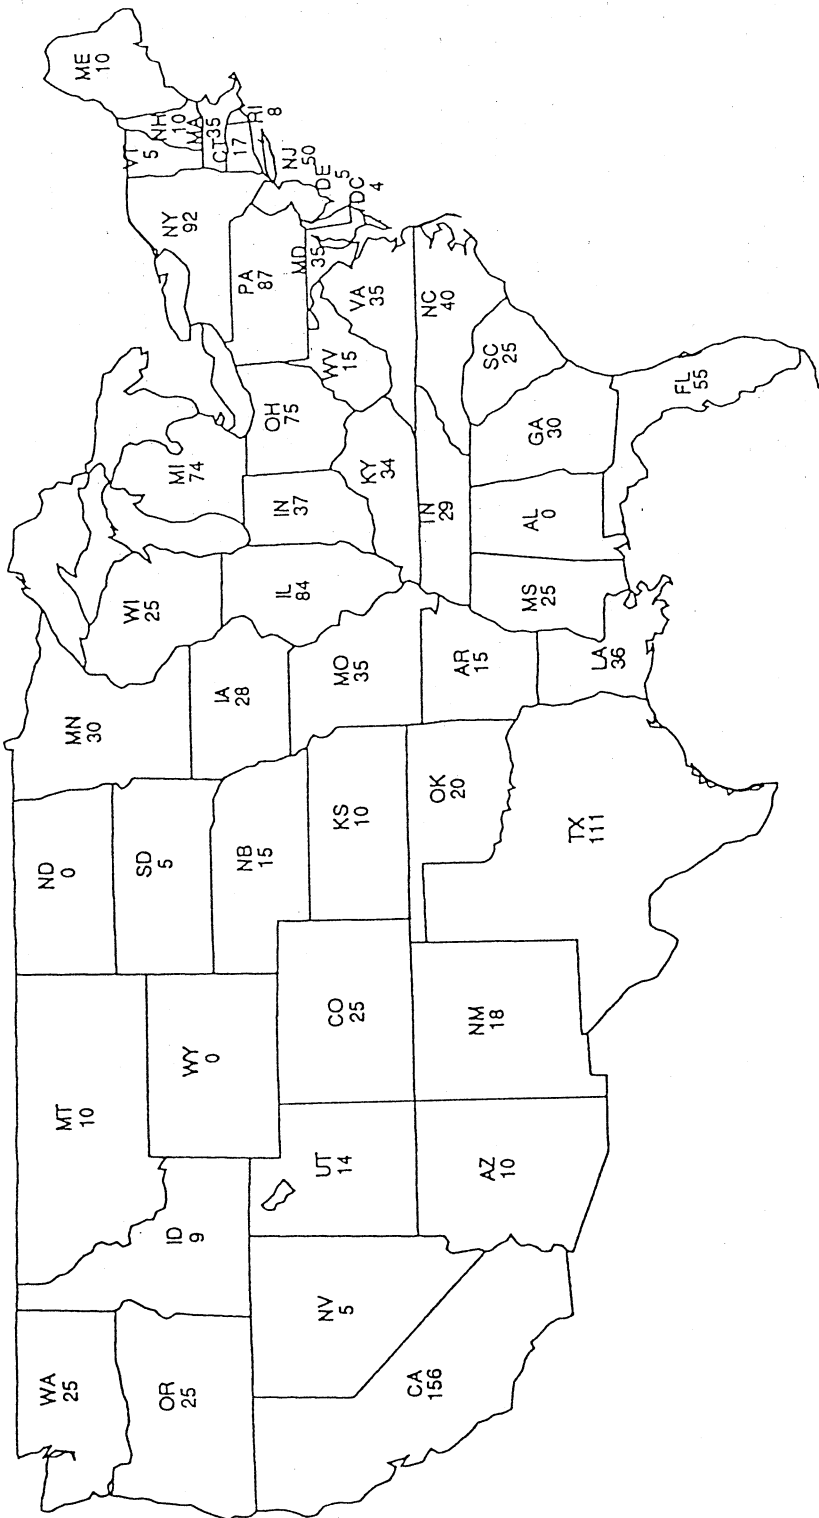 WA
25
OR
25
CA
156
ID
9
NV
5
MT
10
WY
0
UT
14
AZ
10
CO
25
NM
18
ND
0
SD
5
NB
15
KS
10
OK
20
TX
111
MN
30
IA
28
MO
35
AR
15
LA
36
WI
25
IL
84
MS
25
MI
74
IN
37
KY
34
TN
29
AL
0
OH
75
GA
30
FL
55
WV
15
VA
35
NC
40
SC
25
PA
87
NY
92
MD
35
VT
5
NH
10
ME
10
MA
35
CT
17
RI
8
NJ
50
DE
5
DC
4